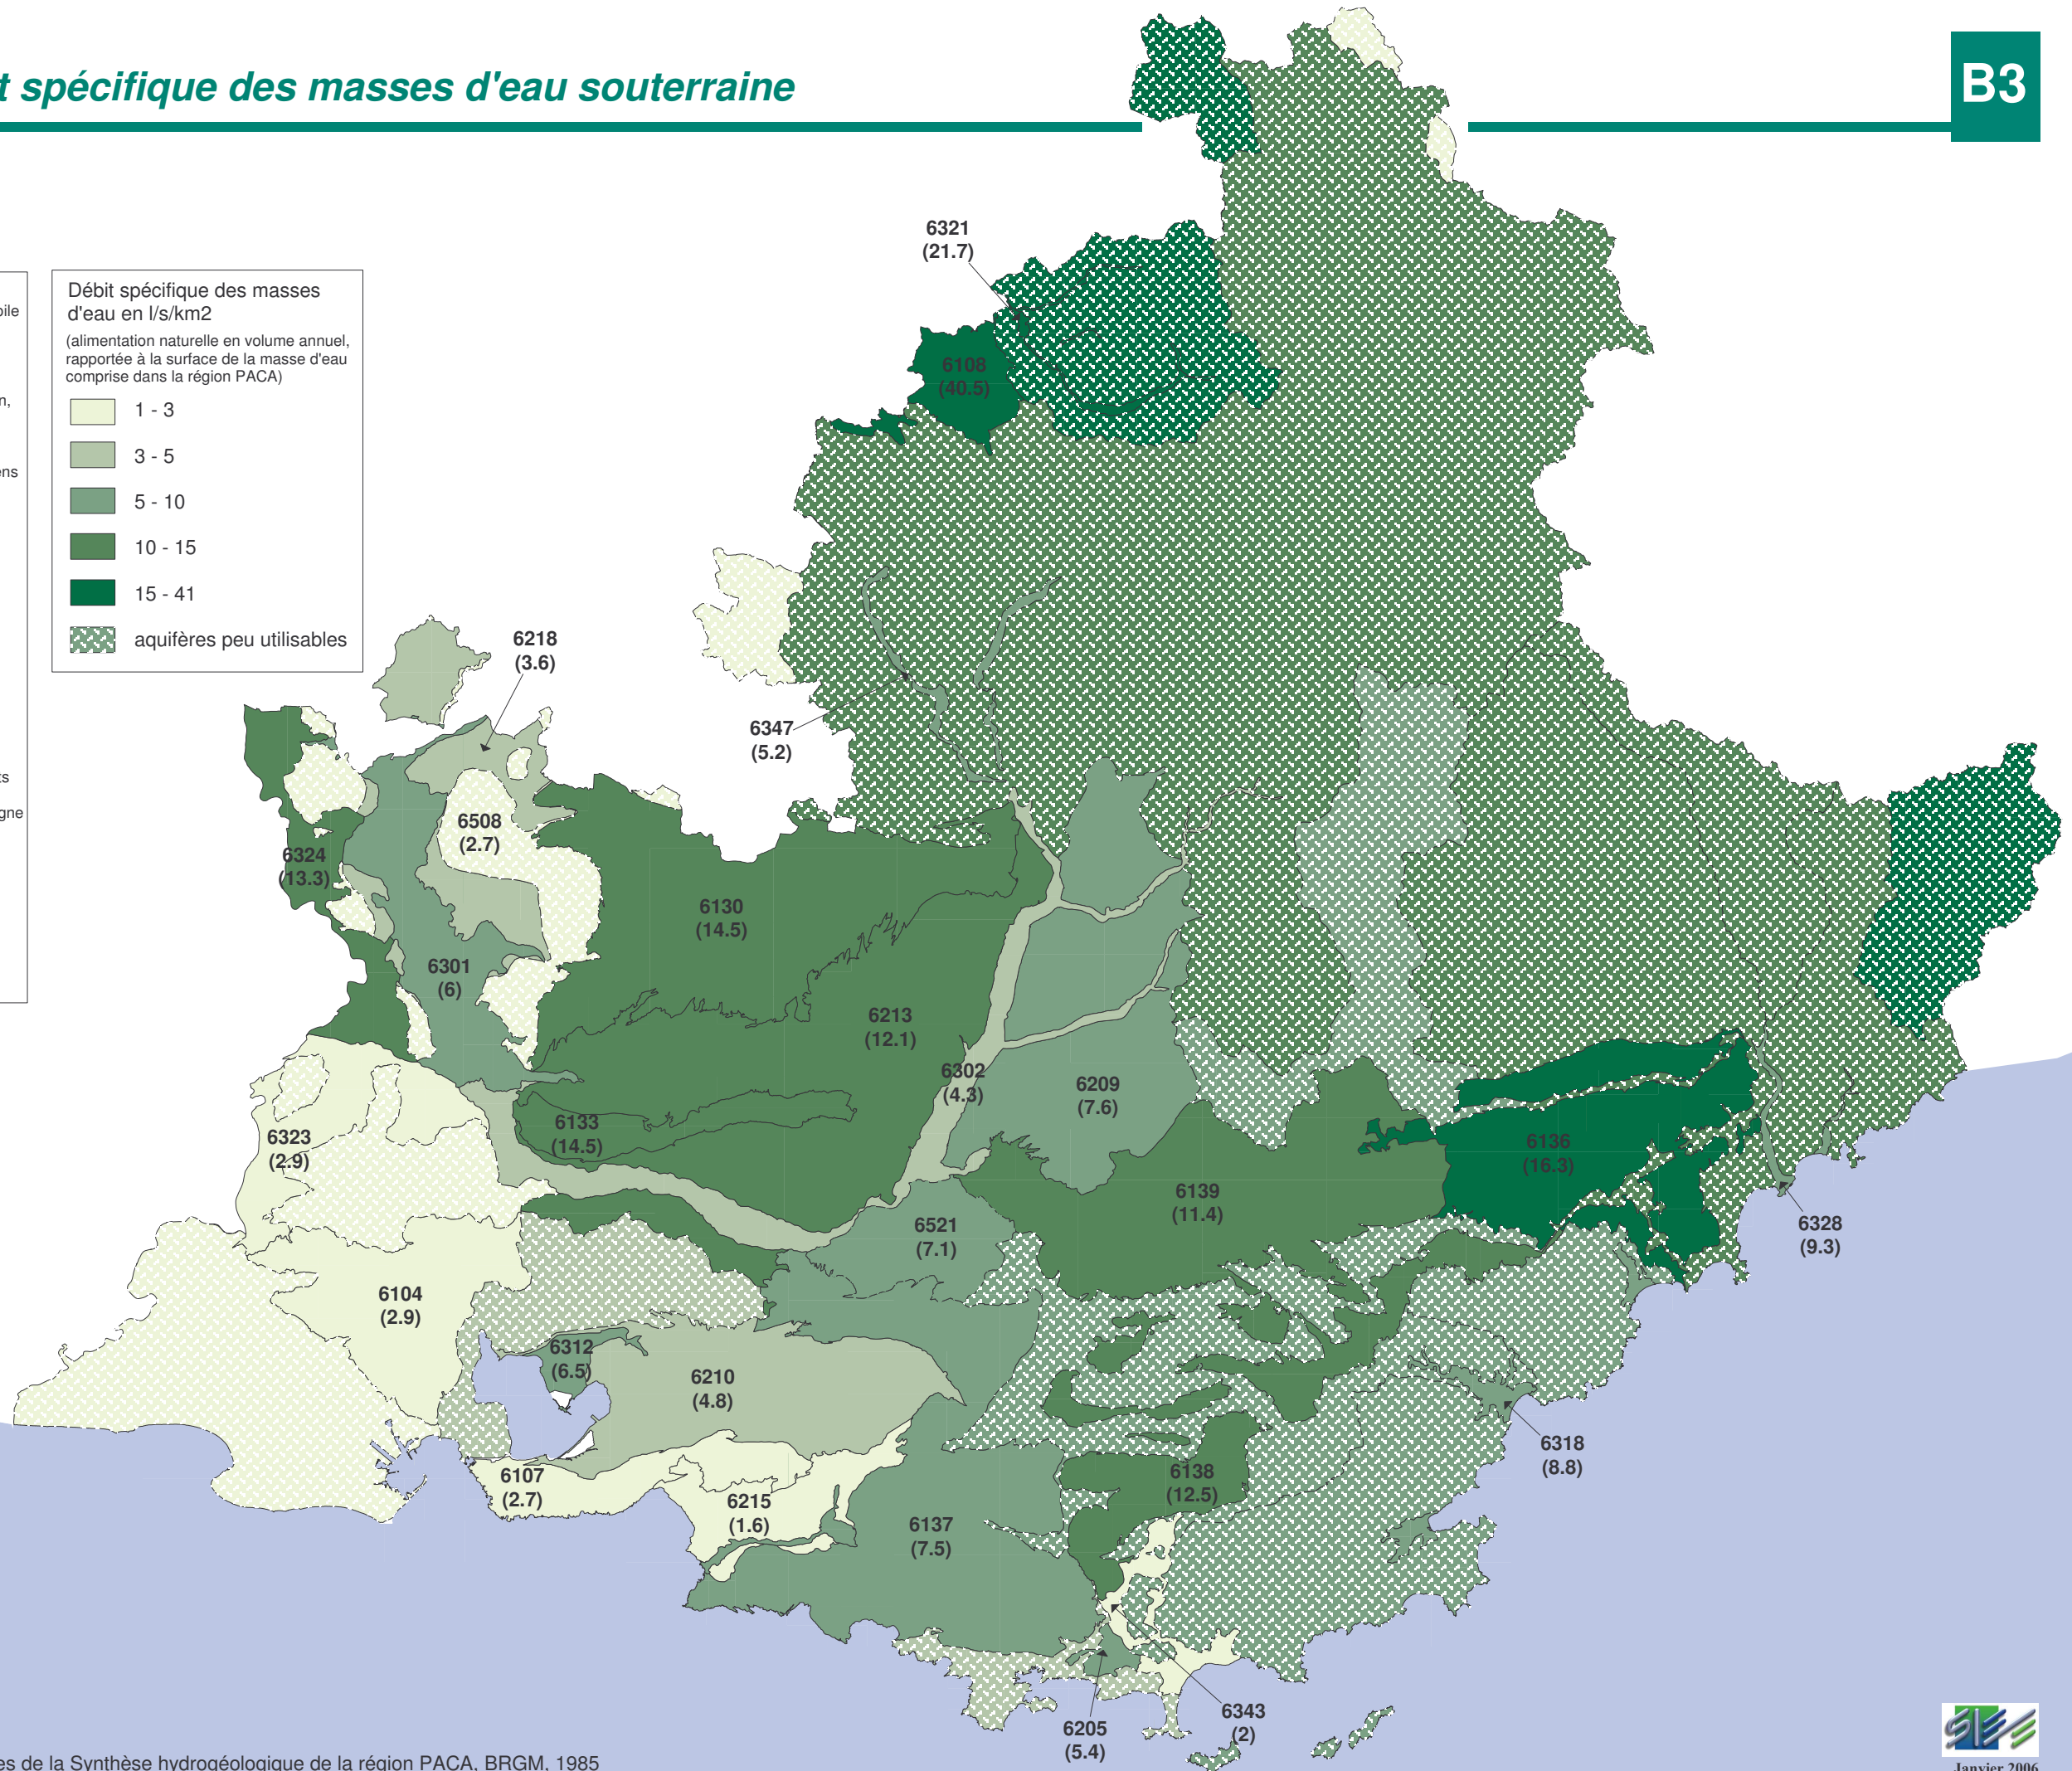 t spécifique des masses d'eau souterraine
B3
oile
n,
ens
ts
gne
Débit spécifique des masses
d'eau en l/s/km2
(alimentation naturelle en volume annuel,
rapportée à la surface de la masse d'eau
comprise dans la région PACA)
1 - 3
3 - 5
5 - 10
10 - 15
15 - 41
aquifères peu utilisables
6321
(21.7)
6108
(40.5)
6218
(3.6)
6347
(5.2)
6508
(2.7)
6324
(13.3)
6130
(14.5)
6301
(6)
6213
(12.1)
6302
(4.3)
6209
(7.6)
6133
(14.5)
6323
(2.9)
6136
(16.3)
6139
(11.4)
6521
(7.1)
6328
(9.3)
6104
(2.9)
6312
(6.5)
6210
(4.8)
6318
(8.8)
6107
(2.7)
6215
(1.6)
6138
(12.5)
6137
(7.5)
6343
(2)
6205
(5.4)
es de la Synthèse hydrogéologique de la région PACA, BRGM, 1985
Janvier 2006